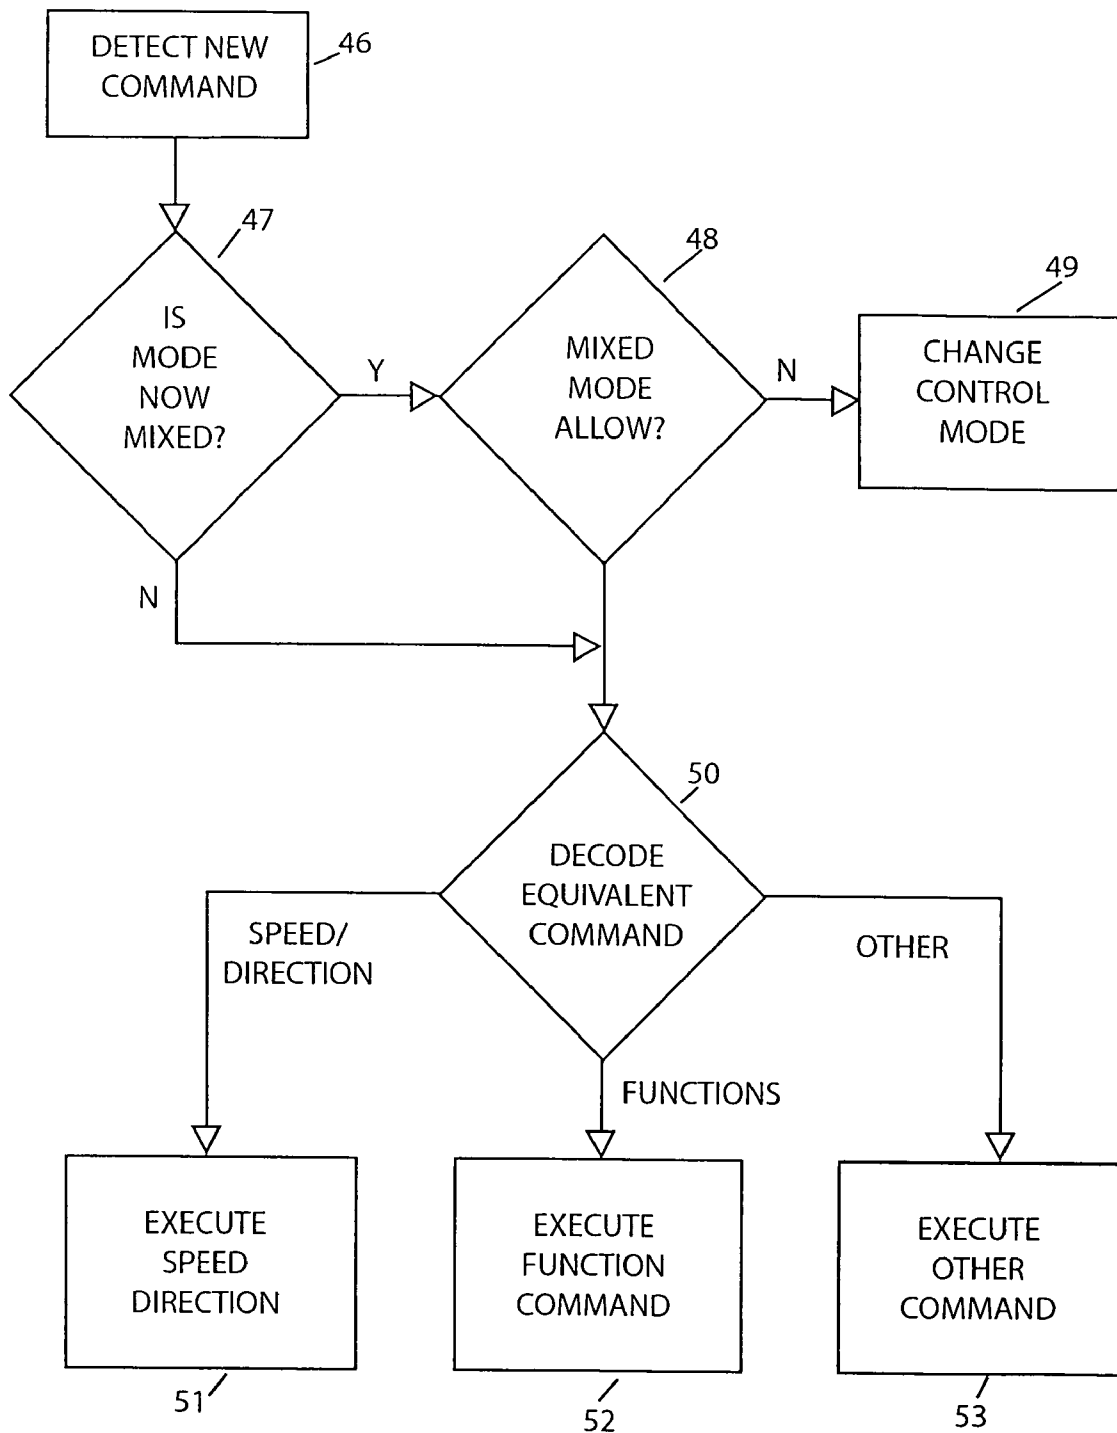 DETECT NEW
COMMAND
46
47
IS
MODE
NOW
MIXED?
Y
N
48
MIXED
MODE
ALLOW?
N
49
CHANGE
CONTROL
MODE
50
DECODE
EQUIVALENT
COMMAND
SPEED/
DIRECTION
FUNCTIONS
OTHER
EXECUTE
SPEED
DIRECTION
51
EXECUTE
FUNCTION
COMMAND
52
EXECUTE
OTHER
COMMAND
53